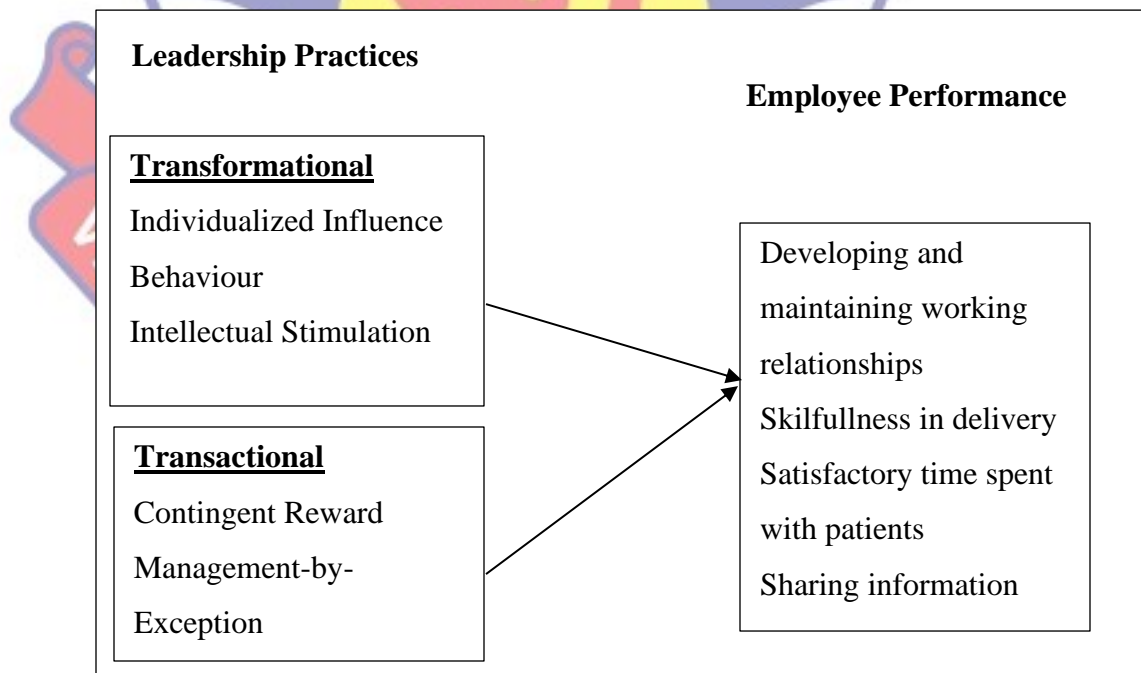 Leadership Practices
Employee Performance
Transformational
Individualized Influence
Behaviour
Intellectual Stimulation
Transactional
Contingent Reward
Management-by-
Exception
Developing and
maintaining working
relationships
Skilfullness in delivery
Satisfactory time spent
with patients
Sharing information